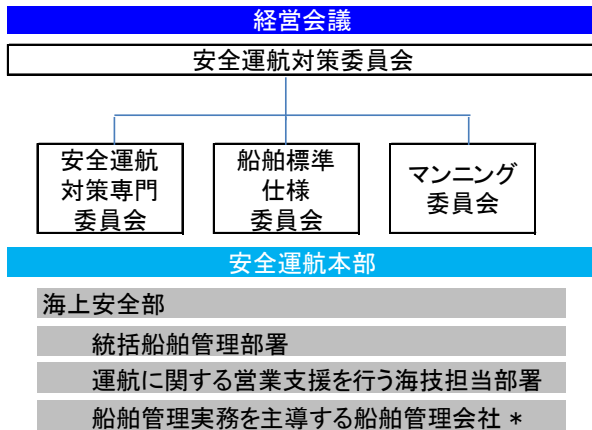 経営会議
安全運航対策委員会
安全運航
対策専門
委員会
船舶標準
仕様
委員会
マンニング
委員会
安全運航本部
海上安全部
統括船舶管理部署
運航に関する営業支援を行う海技担当部署
船舶管理実務を主導する船舶管理会社 *